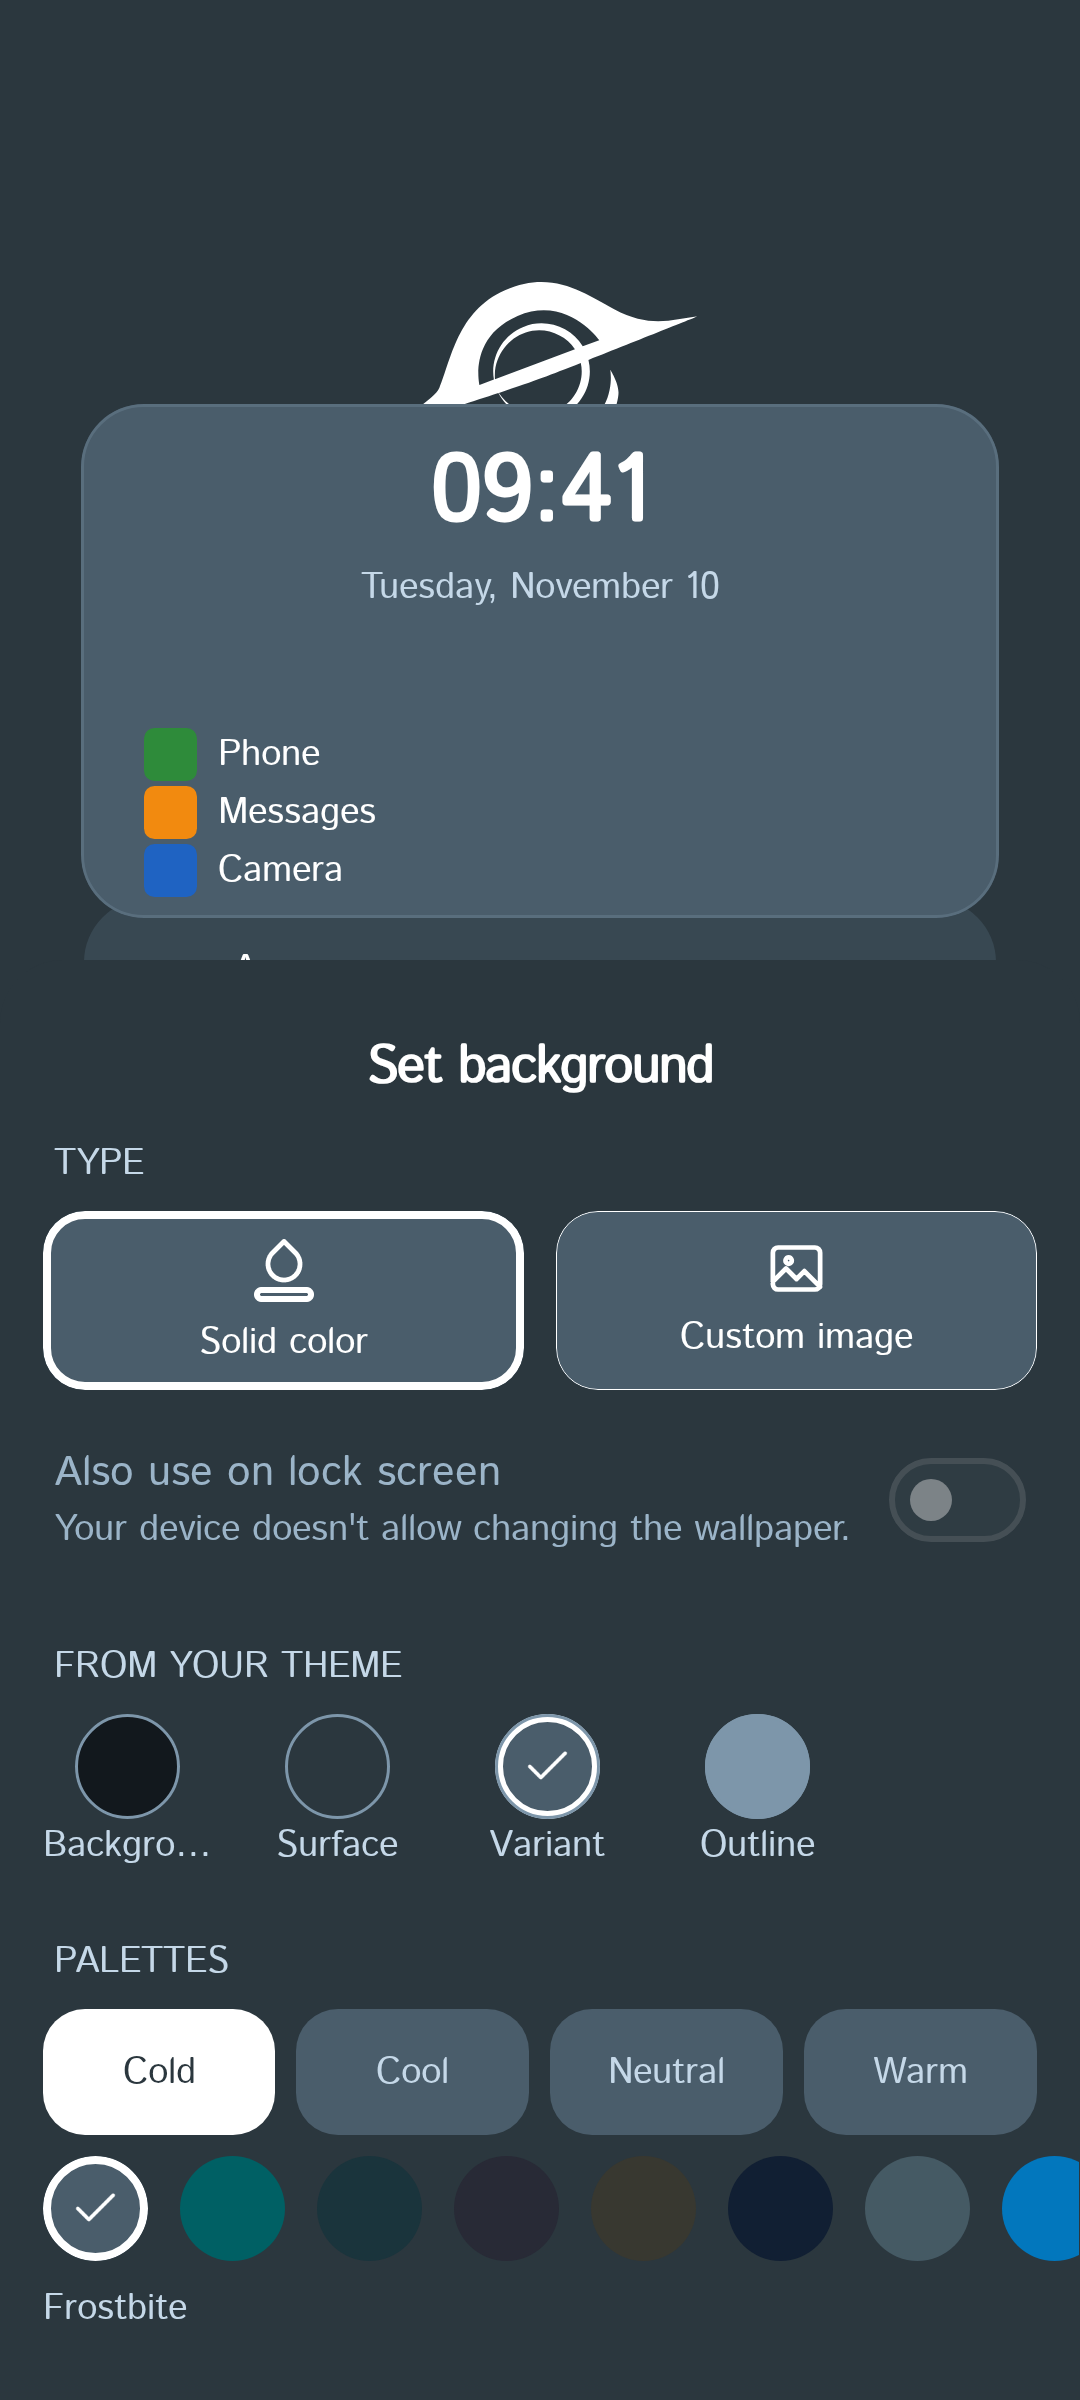 09:41
Tuesday, November 10
Phone
Messages
Camera
Set background
TYPE
Solid color
Custom image
Also use on lock screen
Your device doesn't allow changing the wallpaper.
FROM YOUR THEME
Backgro...
Surface
Variant
Outline
PALETTES
Cold
Cool
Neutral
Warm
Frostbite